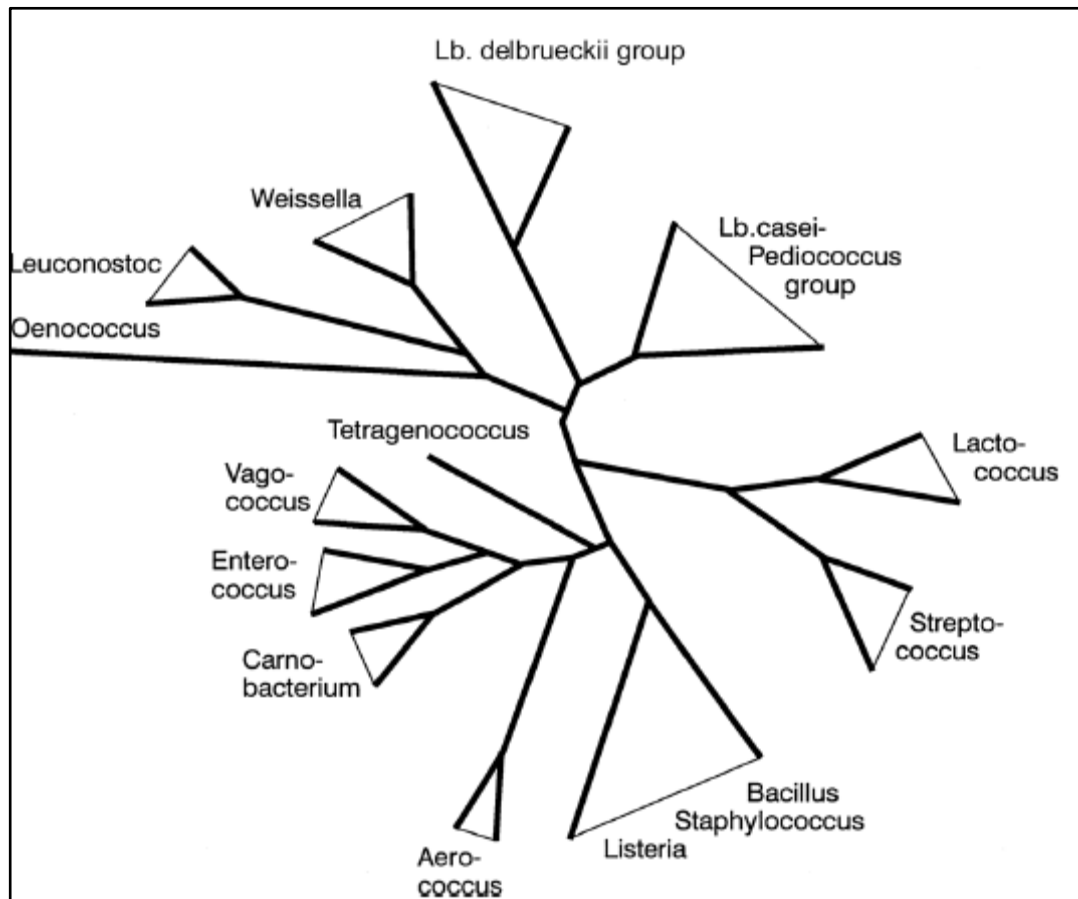 Lb. delbrueckii group
Weissella
Leuconostoc
Oenococcus
Lb.casei-
Pediococcus
group
Tetragenococcus
Vago-
coccus
Entero-
coccus
Carno-
bacterium
Lacto-
coccus
Strepto-
coccus
Bacillus
Staphylococcus
Listeria
Aero-
coccus